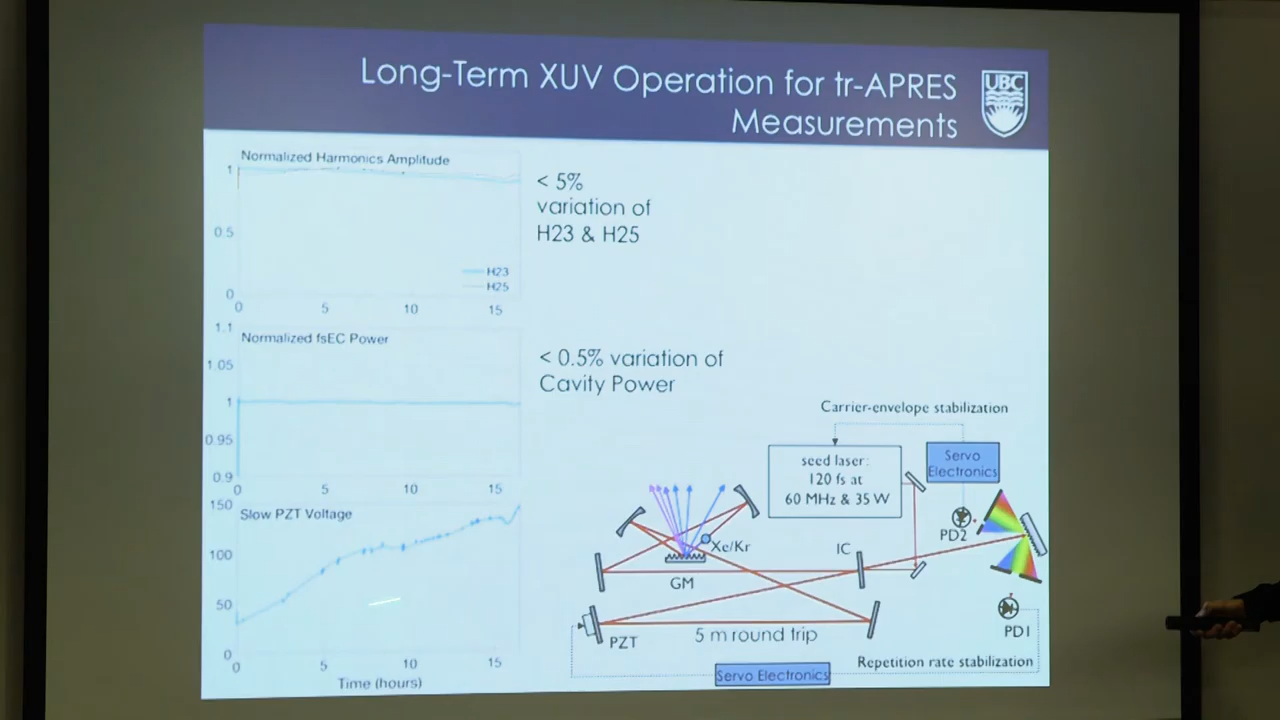 Long-Term XUV Operation for tr-APRES
Measurements
UBC
Normalized Harmonics Amplitude
1
0.5
0
H23
H25
0 5 10 15
< 5%
variation of
H23 & H25
1.1
Normalized fsEC Power
1.05
1
0.95
0.9
0 5 10 15
< 0.5% variation of
Cavity Power
150
Slow PZT Voltage
100
50
0
0 5 10 15
Time (hours)
Carrier-envelope stabilization
seed laser:
120 fs at
60 MHz & 35 W
Servo
Electronics
PD2
Xe/Kr
IC
GM
PZT
5 m round trip
PD1
Repetition rate stabilization
Servo Electronics